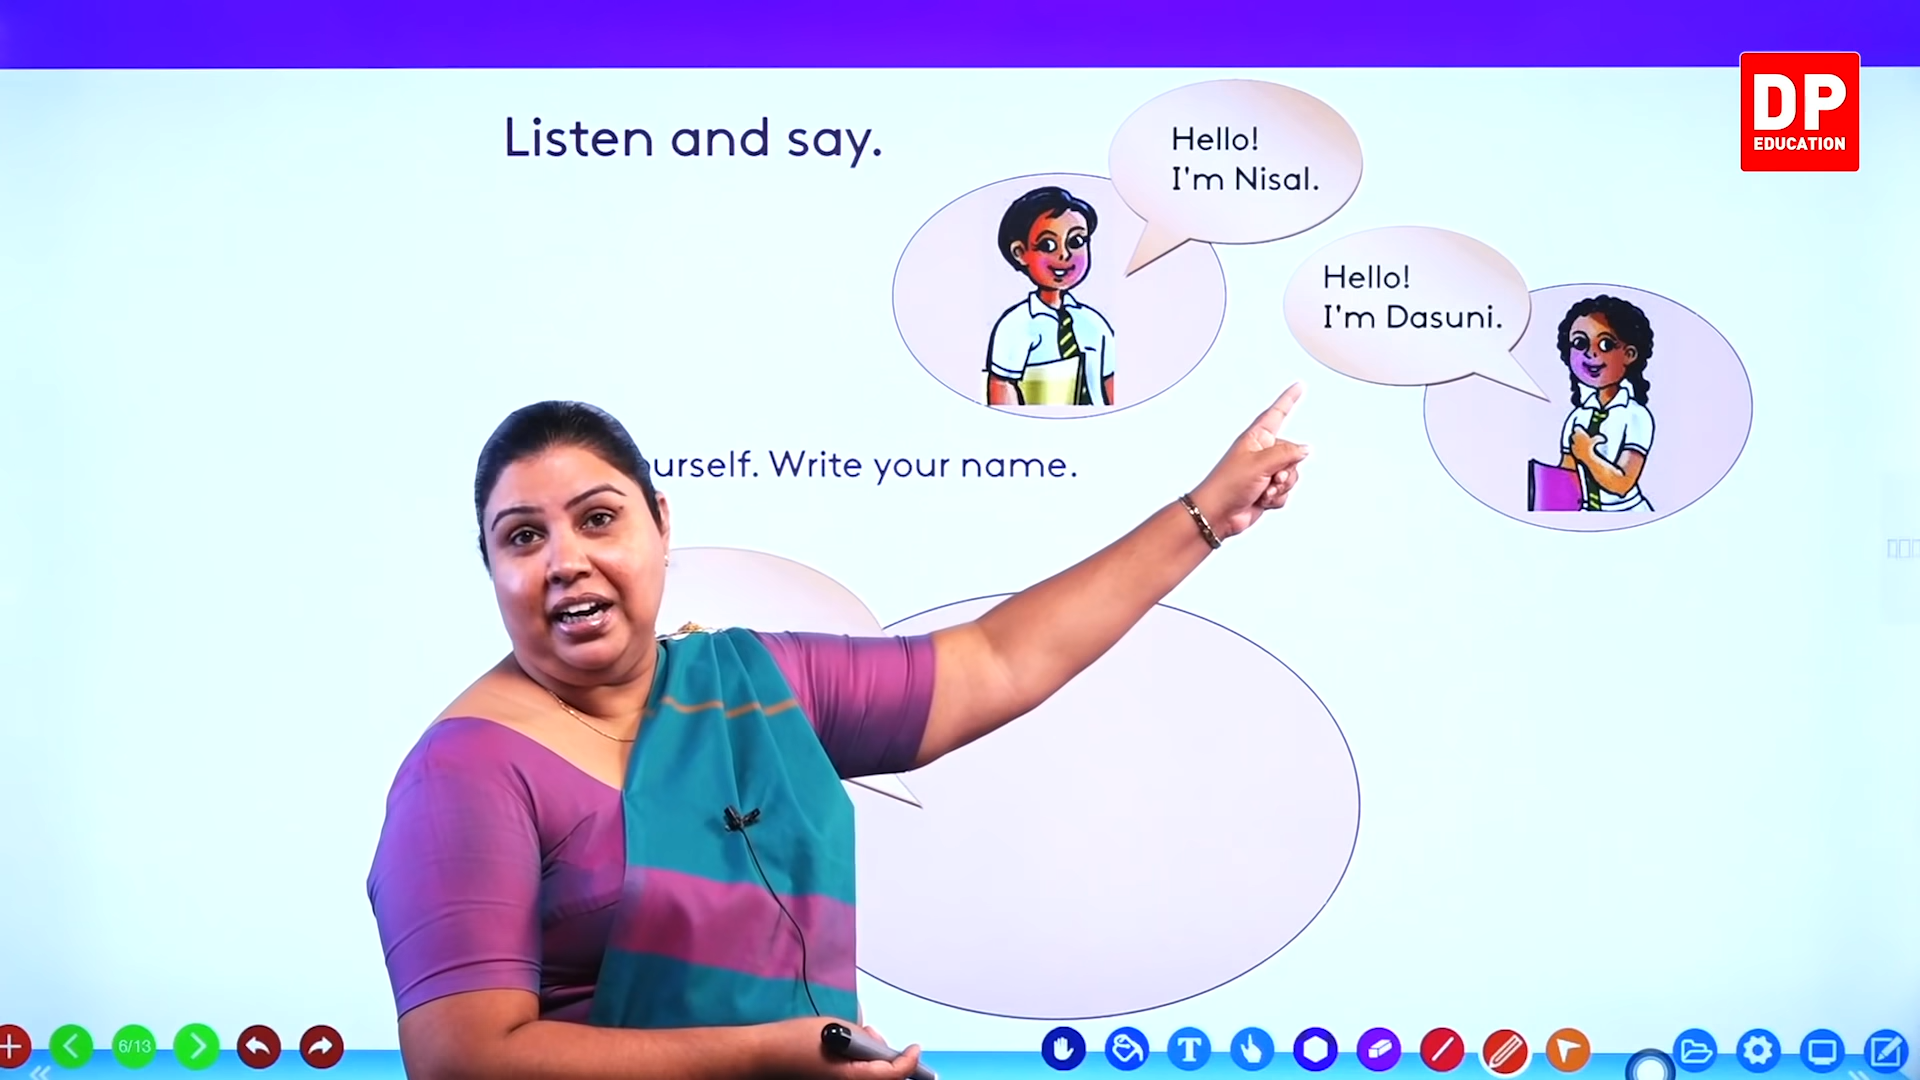 Listen and say.
Hello!
I'm Nisal.
Hello!
I'm Dasuni.
DP
EDUCATION
urself. Write your name.
6/13
T